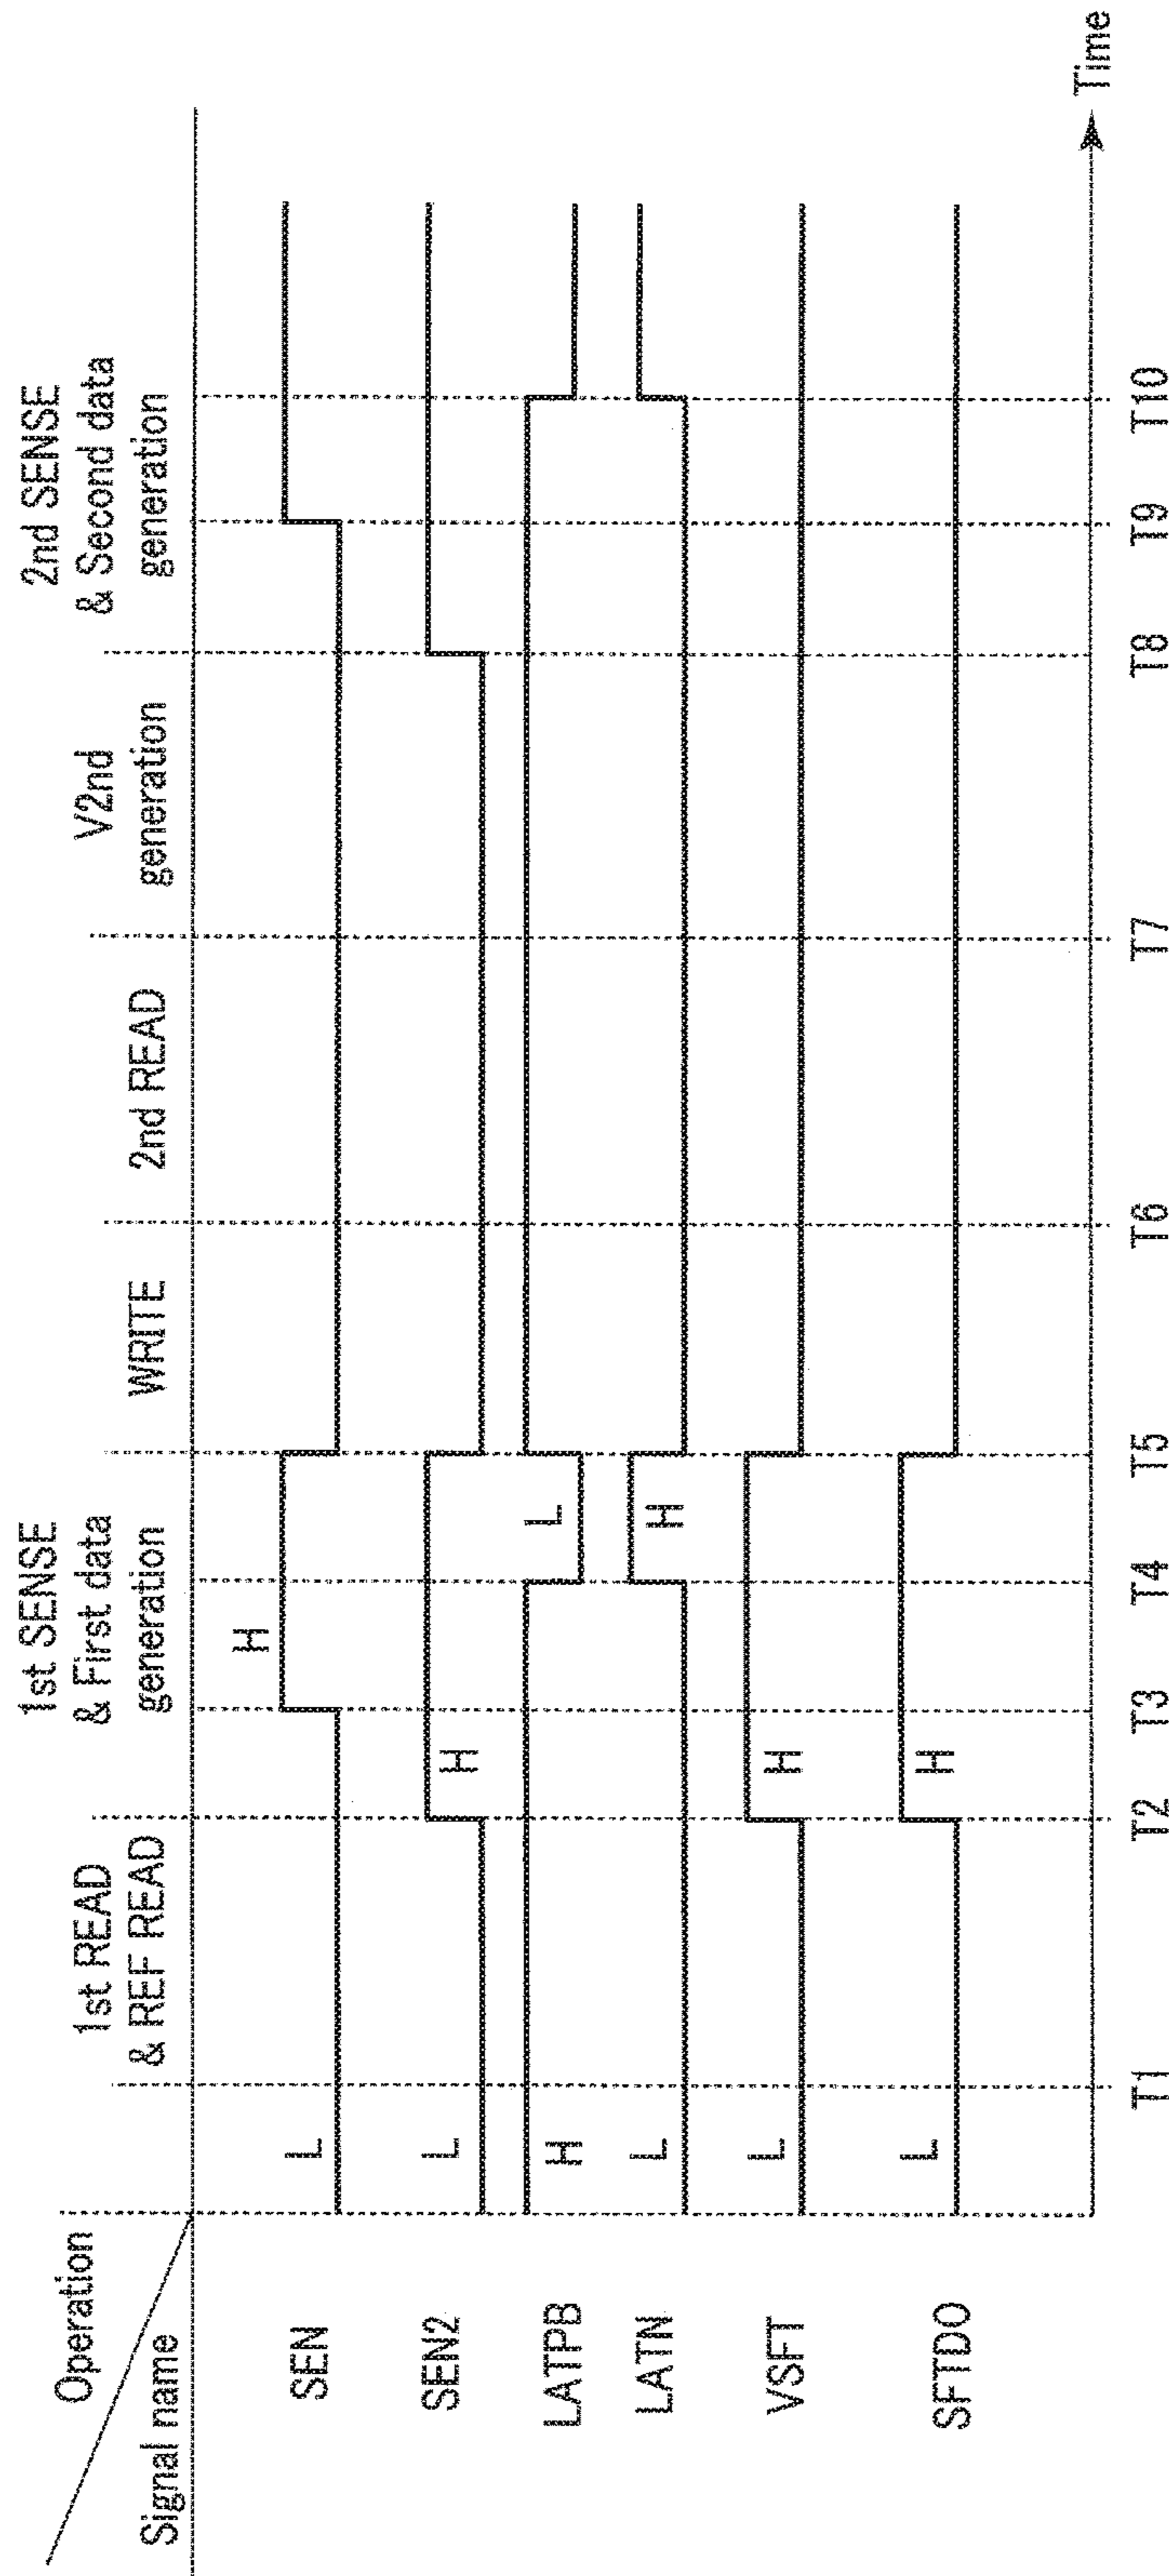 Operation
Signal name
1st READ
& REF READ
1st SENSE
& First data
generation
WRITE
2nd READ
V2nd
generation
2nd SENSE
& Second data
generation
SEN
L
H
SEN2
L
H
LATPB
H
L
LATN
L
H
VSFT
L
H
SFTDO
L
H
T1
T2
T3
T4
T5
T6
T7
T8
T9
T10
Time